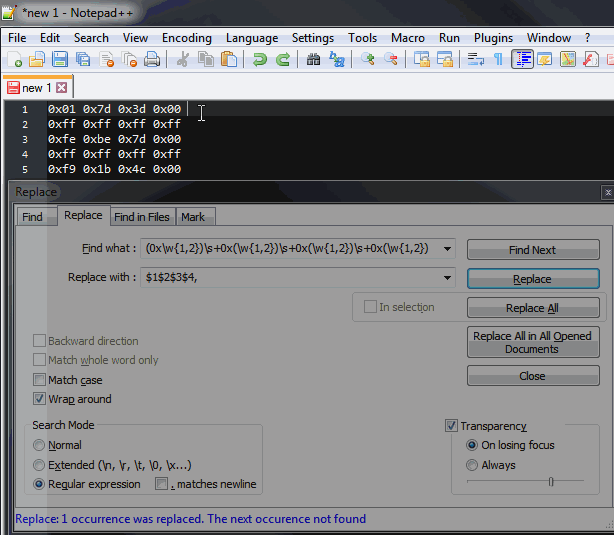 *new 1 - Notepad++
File Edit Search View Encoding Language Settings Tools Macro Run Plugins Window ?
new 1
1 0x01 0x7d 0x3d 0x00
2 0xff 0xff 0xff 0xff
3 0xfe 0xbe 0x7d 0x00
4 0xff 0xff 0xff 0xff
5 0xf9 0x1b 0x4c 0x00
Replace
Find Replace Find in Files Mark
Find what : (0x\w{1,2})\s+0x(\w{1,2})\s+0x(\w{1,2})\s+0x(\w{1,2}) Find Next
Replace with : $1$2$3$4, Replace
In selection Replace All
Backward direction
Replace All in All Opened Documents
Match whole word only
Match case Close
Wrap around
Search Mode
Normal
Extended (\n, \r, \t, \0, \x...)
Regular expression . matches newline
Transparency
On losing focus
Always
Replace: 1 occurrence was replaced. The next occurence not found